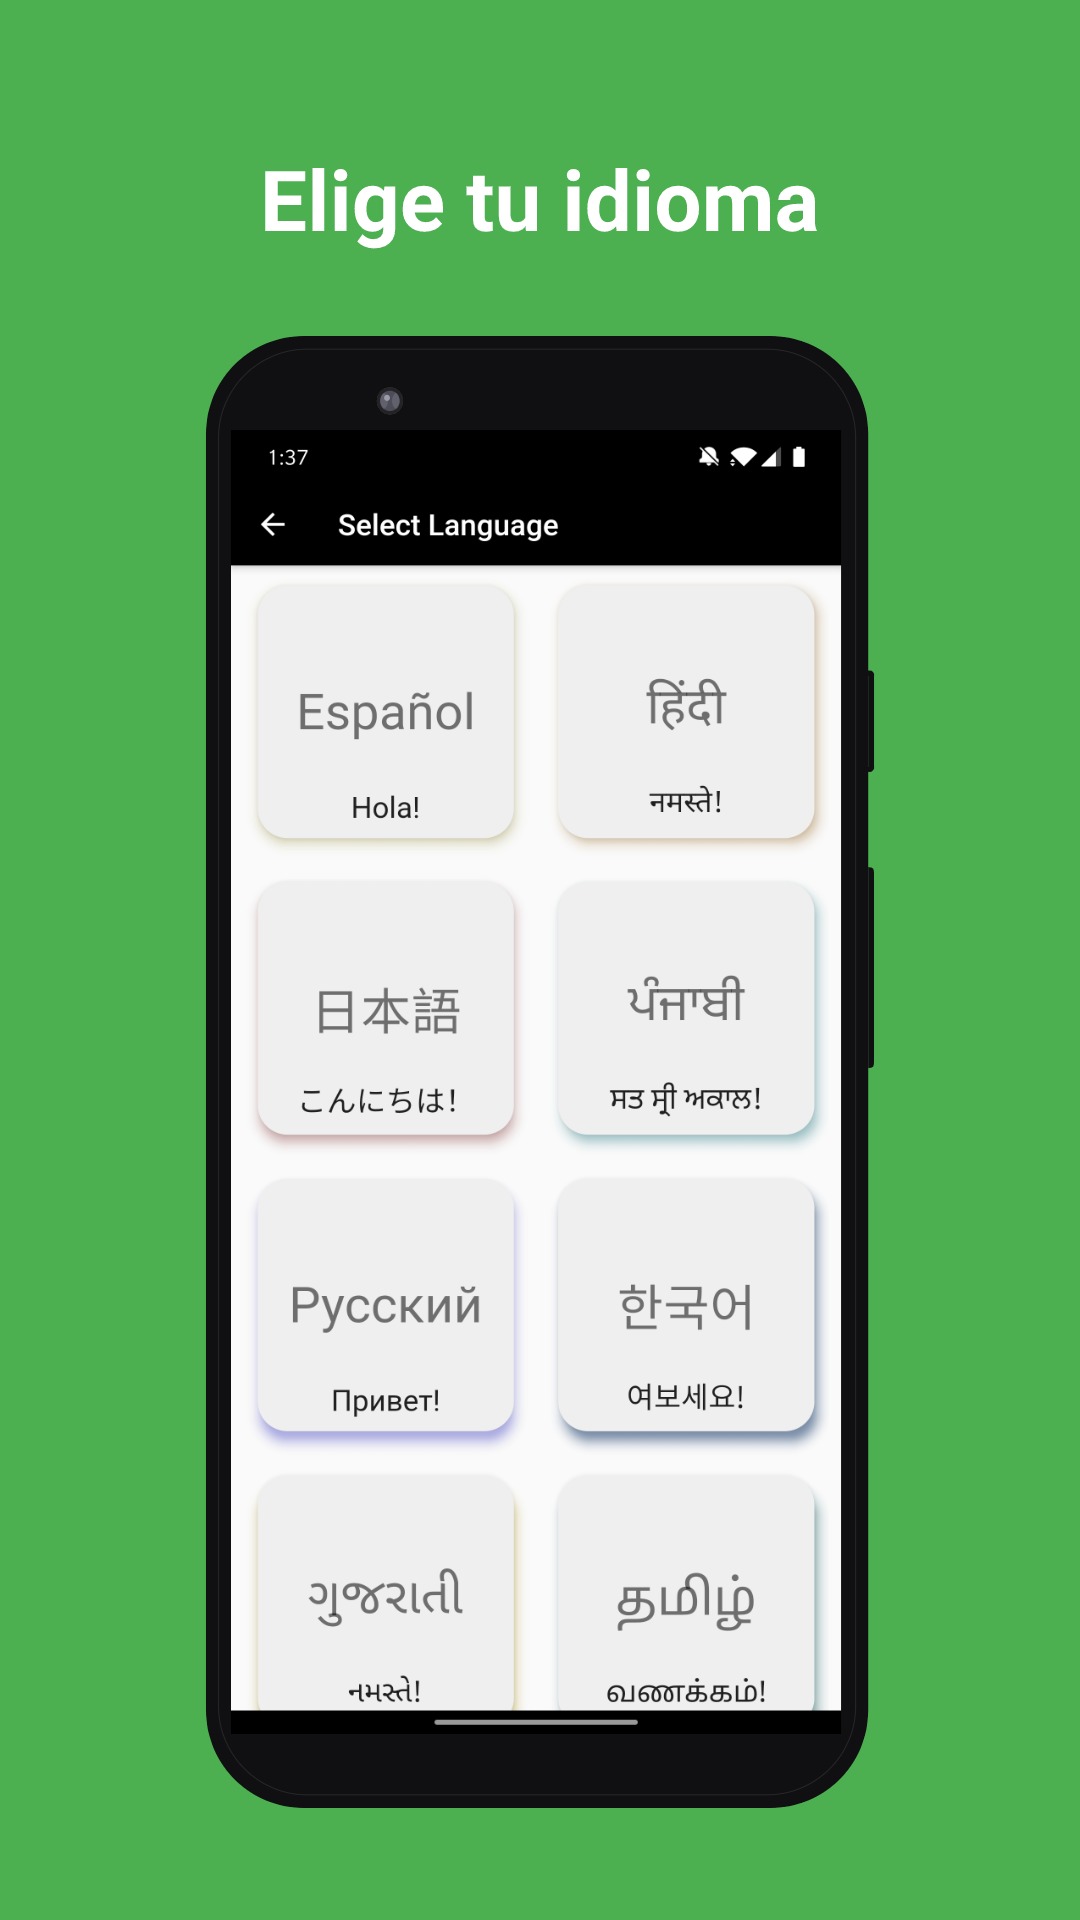 Elige tu idioma
1:37
Select Language
Español
हिंदी
Hola!
नमस्ते!
日本語
ਪੰਜਾਬੀ
こんにちは!
ਸਤ ਸ੍ਰੀ ਅਕਾਲ!
Русский
한국어
Привет!
여보세요!
ગુજરાતી
தமிழ்
નમસ્તે!
வணக்கம்!